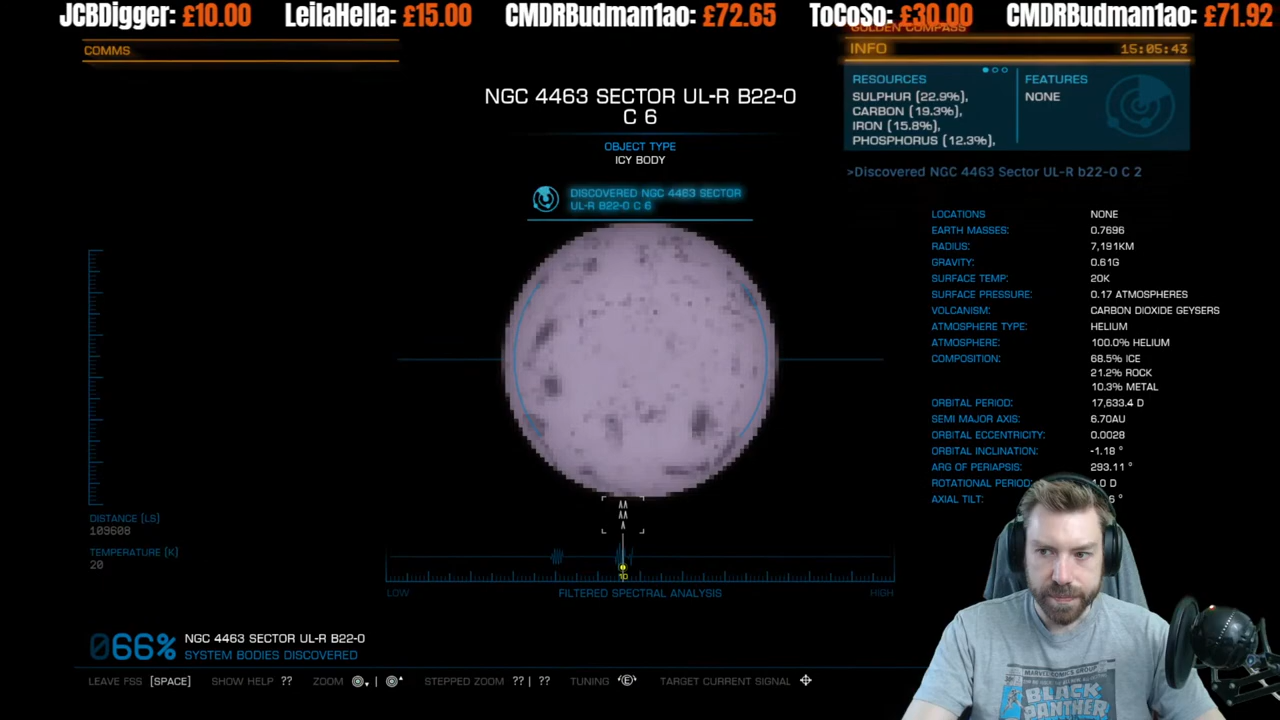 JCBDigger: £10.00 LeilaHella: £15.00 CMDRBudman1ao: £72.65 ToCoSo: £30.00 CMDRBudman1ao: £71.92
COMMS
GOLDEN COMPASS
INFO 15:05:43
RESOURCES
SULPHUR (22.9%),
CARBON (19.3%),
IRON (15.8%),
PHOSPHORUS (12.3%),
FEATURES
NONE
>Discovered NGC 4463 Sector UL-R b22-0 C 2
NGC 4463 SECTOR UL-R B22-0
C 6
OBJECT TYPE
ICY BODY
DISCOVERED NGC 4463 SECTOR
UL-R B22-0 C 6
LOCATIONS NONE
EARTH MASSES: 0.7696
RADIUS: 7,191KM
GRAVITY: 0.61G
SURFACE TEMP: 20K
SURFACE PRESSURE: 0.17 ATMOSPHERES
VOLCANISM: CARBON DIOXIDE GEYSERS
ATMOSPHERE TYPE: HELIUM
ATMOSPHERE: 100.0% HELIUM
COMPOSITION: 68.5% ICE
21.2% ROCK
10.3% METAL
ORBITAL PERIOD: 17,633.4 D
SEMI MAJOR AXIS: 6.70AU
ORBITAL ECCENTRICITY: 0.0028
ORBITAL INCLINATION: -1.18 °
ARG OF PERIAPSIS: 293.11 °
ROTATIONAL PERIOD: D
AXIAL TILT: °
DISTANCE (LS)
109608
TEMPERATURE (K)
20
10
LOW FILTERED SPECTRAL ANALYSIS HIGH
066% NGC 4463 SECTOR UL-R B22-0
SYSTEM BODIES DISCOVERED
LEAVE FSS [SPACE] SHOW HELP ?? ZOOM | STEPPED ZOOM ?? | ?? TUNING E TARGET CURRENT SIGNAL
BLACK
PANTHER